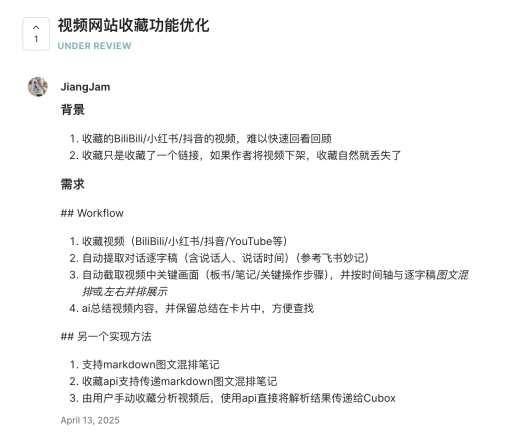 视频网站收藏功能优化
1
UNDER REVIEW
JiangJam
背景
1. 收藏的BiliBili/小红书/抖音的视频，难以快速回看回顾
2. 收藏只是收藏了一个链接，如果作者将视频下架，收藏自然就丢失了
需求
## Workflow
1. 收藏视频（BiliBili/小红书/抖音/YouTube等）
2. 自动提取对话逐字稿（含说话人、说话时间）（参考飞书妙记）
3. 自动截取视频中关键画面（板书/笔记/关键操作步骤），并按时间轴与逐字稿图文混
排或左右并排展示
4. ai总结视频内容，并保留总结在卡片中，方便查找
## 另一个实现方法
1. 支持markdown图文混排笔记
2. 收藏api支持传递markdown图文混排笔记
3. 由用户手动收藏分析视频后，使用api直接将解析结果传递给Cubox
April 13, 2025